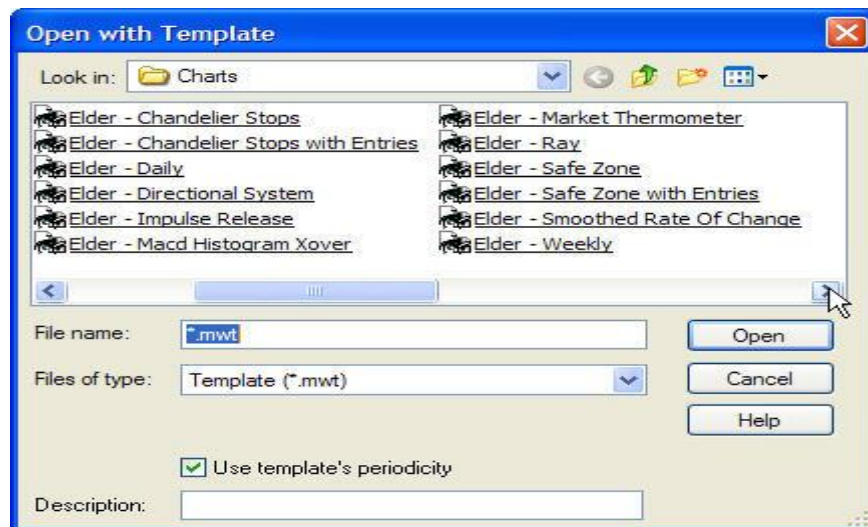 Open with Template
Look in: Charts
Elder - Chandelier Stops
Elder - Chandelier Stops with Entries
Elder - Daily
Elder - Directional System
Elder - Impulse Release
Elder - Macd Histogram Xover
Elder - Market Thermometer
Elder - Ray
Elder - Safe Zone
Elder - Safe Zone with Entries
Elder - Smoothed Rate Of Change
Elder - Weekly
File name: *.mwt
Open
Files of type: Template (*.mwt)
Cancel
Help
Use template's periodicity
Description: